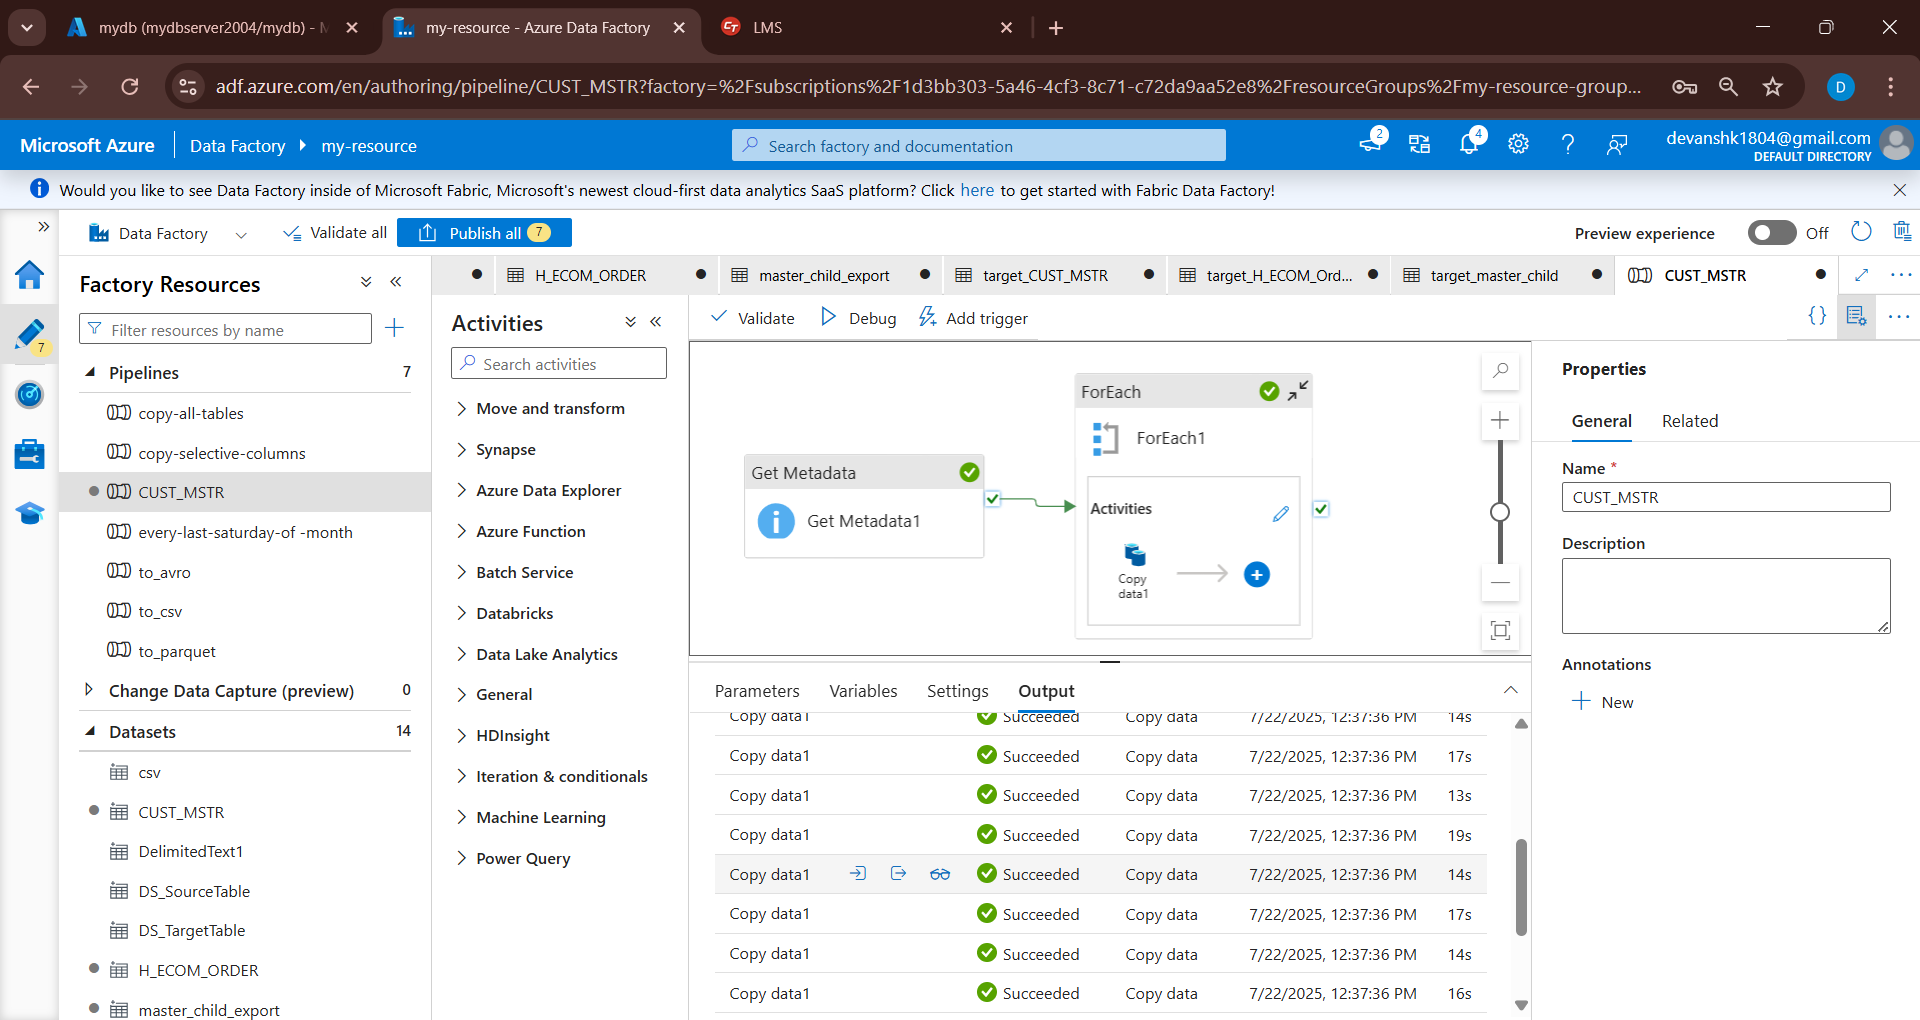 mydb (mydbserver2004/mydb) - M
my-resource - Azure Data Factory
LMS
adf.azure.com/en/authoring/pipeline/CUST_MSTR?factory=%2Fsubscriptions%2F1d3bb303-5a46-4cf3-8c71-c72da9aa52e8%2FresourceGroups%2Fmy-resource-group...
D
Microsoft Azure
Data Factory
my-resource
Search factory and documentation
2
4
devanshk1804@gmail.com
DEFAULT DIRECTORY
Would you like to see Data Factory inside of Microsoft Fabric, Microsoft's newest cloud-first data analytics SaaS platform? Click here to get started with Fabric Data Factory!
Data Factory
Validate all
Publish all 7
Preview experience
Off
7
Factory Resources
Filter resources by name
Pipelines 7
copy-all-tables
copy-selective-columns
CUST_MSTR
every-last-saturday-of -month
to_avro
to_csv
to_parquet
Change Data Capture (preview) 0
Datasets 14
csv
CUST_MSTR
DelimitedText1
DS_SourceTable
DS_TargetTable
H_ECOM_ORDER
master_child_export
H_ECOM_ORDER
master_child_export
target_CUST_MSTR
target_H_ECOM_Ord...
target_master_child
CUST_MSTR
Activities
Search activities
Move and transform
Synapse
Azure Data Explorer
Azure Function
Batch Service
Databricks
Data Lake Analytics
General
HDInsight
Iteration & conditionals
Machine Learning
Power Query
Validate
Debug
Add trigger
{}
Get Metadata
Get Metadata1
ForEach
ForEach1
Activities
Copy
data1
Parameters
Variables
Settings
Output
Copy data1 Succeeded Copy data 7/22/2025, 12:37:36 PM 14s
Copy data1 Succeeded Copy data 7/22/2025, 12:37:36 PM 17s
Copy data1 Succeeded Copy data 7/22/2025, 12:37:36 PM 13s
Copy data1 Succeeded Copy data 7/22/2025, 12:37:36 PM 19s
Copy data1 Succeeded Copy data 7/22/2025, 12:37:36 PM 14s
Copy data1 Succeeded Copy data 7/22/2025, 12:37:36 PM 17s
Copy data1 Succeeded Copy data 7/22/2025, 12:37:36 PM 14s
Copy data1 Succeeded Copy data 7/22/2025, 12:37:36 PM 16s
Properties
General
Related
Name *
CUST_MSTR
Description
Annotations
New